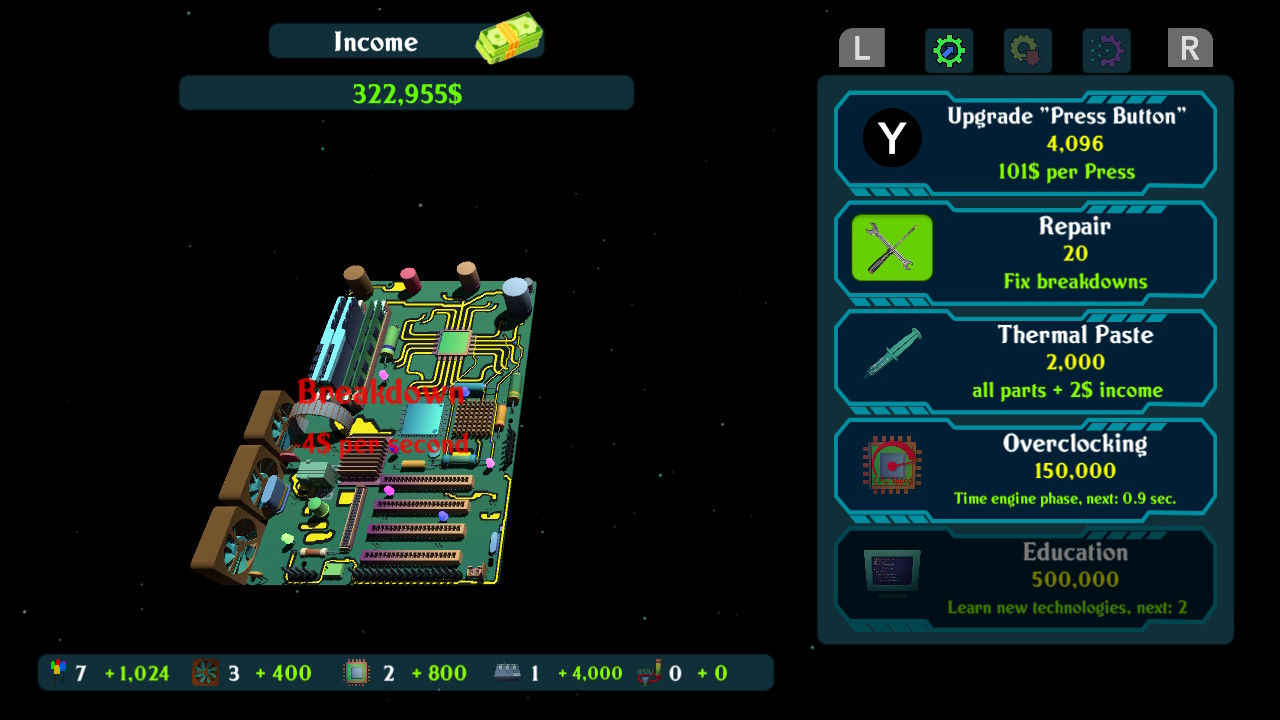 Income
322,955$
L
R
Upgrade "Press Button"
4,096
101$ per Press
Y
Repair
20
Fix breakdowns
Thermal Paste
2,000
all parts + 2$ income
Overclocking
150,000
Time engine phase, next: 0.9 sec.
Education
500,000
Learn new technologies, next: 2
Breakdown
-4$ per second
7 +1,024 3 + 400 2 + 800 1 + 4,000 0 + 0